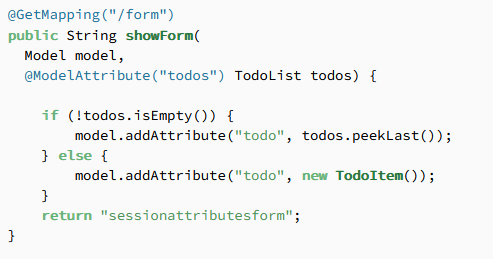 @GetMapping("/form")
public String showForm(
  Model model,
  @ModelAttribute("todos") TodoList todos) {

    if (!todos.isEmpty()) {
        model.addAttribute("todo", todos.peekLast());
    } else {
        model.addAttribute("todo", new TodoItem());
    }
    return "sessionattributesform";
}